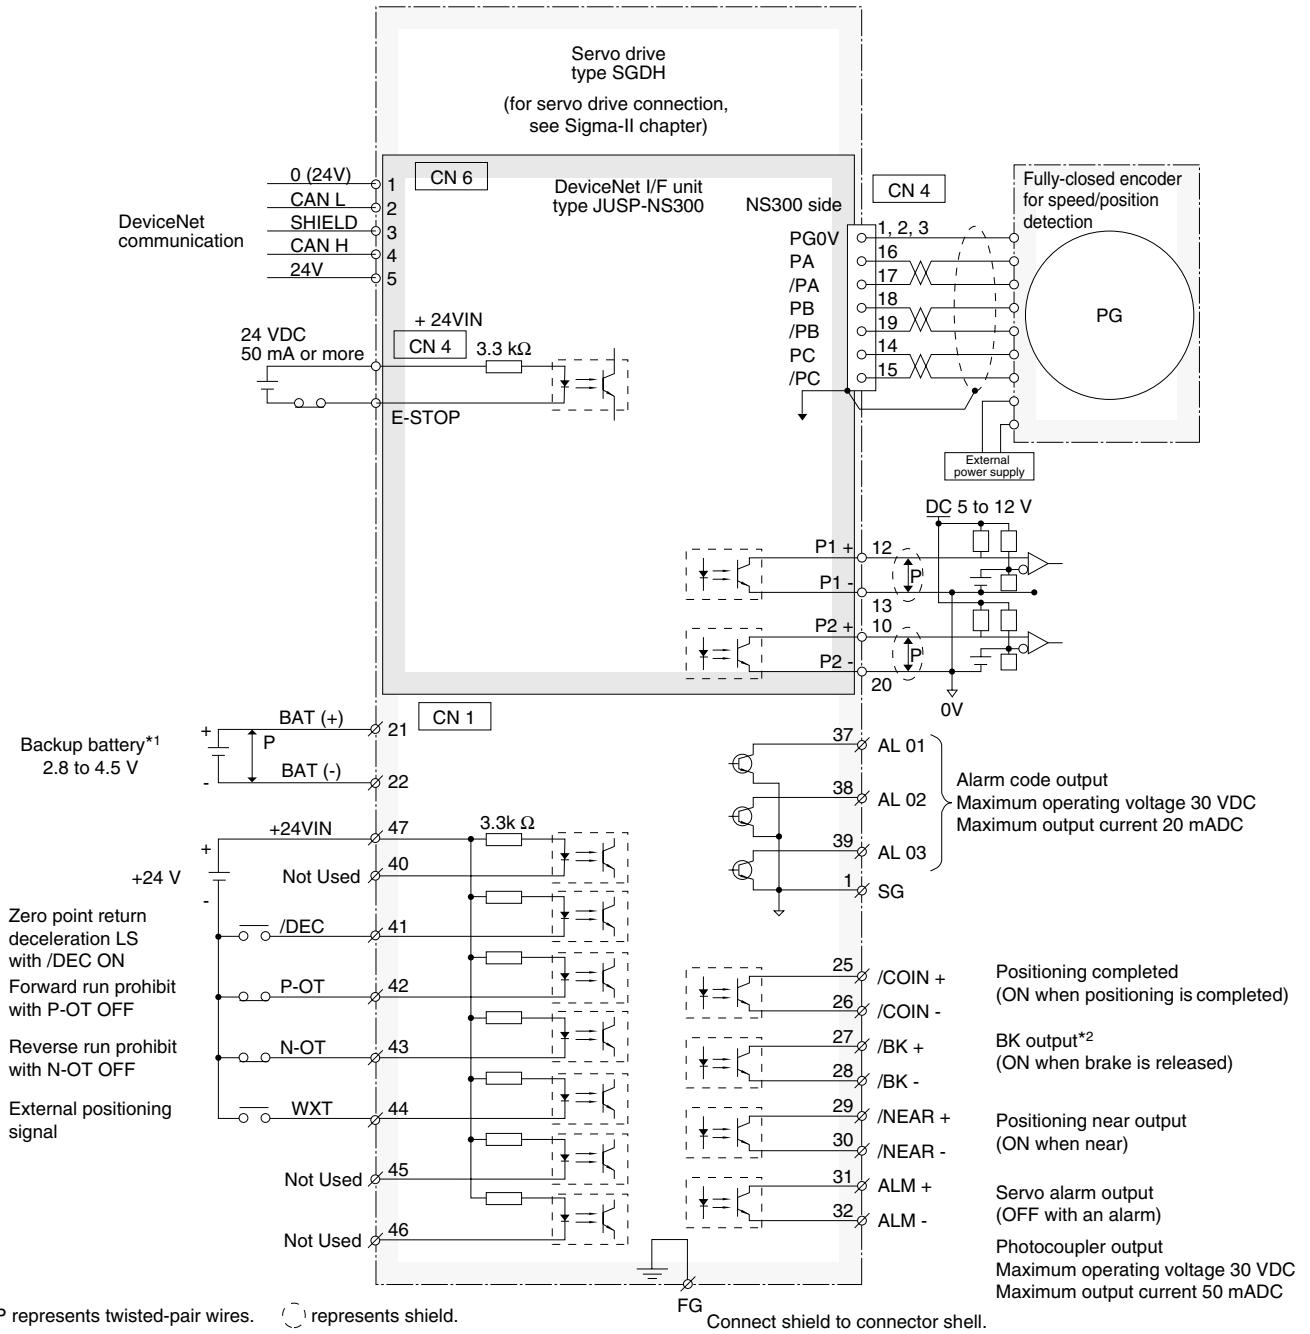 Servo drive
type SGDH
(for servo drive connection,
see Sigma-II chapter)
CN 6
DeviceNet I/F unit
type JUSP-NS300
NS300 side
CN 4
DeviceNet
communication
0 (24V)
1
CAN L
2
SHIELD
3
CAN H
4
24V
5
Fully-closed encoder
for speed/position
detection
PG
PG0V
1, 2, 3
PA
16
/PA
17
PB
18
/PB
19
PC
14
/PC
15
External
power supply
+ 24VIN
24 VDC
50 mA or more
CN 4
3.3 kΩ
E-STOP
DC 5 to 12 V
P1 +
12
P
P1 -
13
P2 +
10
P
P2 -
20
0V
CN 1
Backup battery*1
2.8 to 4.5 V
+
-
BAT (+)
21
P
BAT (-)
22
+24VIN
47
3.3k Ω
+
+24 V
-
Not Used
40
Zero point return
deceleration LS
with /DEC ON
/DEC
41
Forward run prohibit
with P-OT OFF
P-OT
42
Reverse run prohibit
with N-OT OFF
N-OT
43
External positioning
signal
WXT
44
Not Used
45
Not Used
46
37
AL 01
38
AL 02
39
AL 03
1
SG
Alarm code output
Maximum operating voltage 30 VDC
Maximum output current 20 mADC
25
/COIN +
26
/COIN -
Positioning completed
(ON when positioning is completed)
27
/BK +
28
/BK -
BK output*2
(ON when brake is released)
29
/NEAR +
30
/NEAR -
Positioning near output
(ON when near)
31
ALM +
32
ALM -
Servo alarm output
(OFF with an alarm)
Photocoupler output
Maximum operating voltage 30 VDC
Maximum output current 50 mADC
FG
P represents twisted-pair wires.
represents shield.
Connect shield to connector shell.